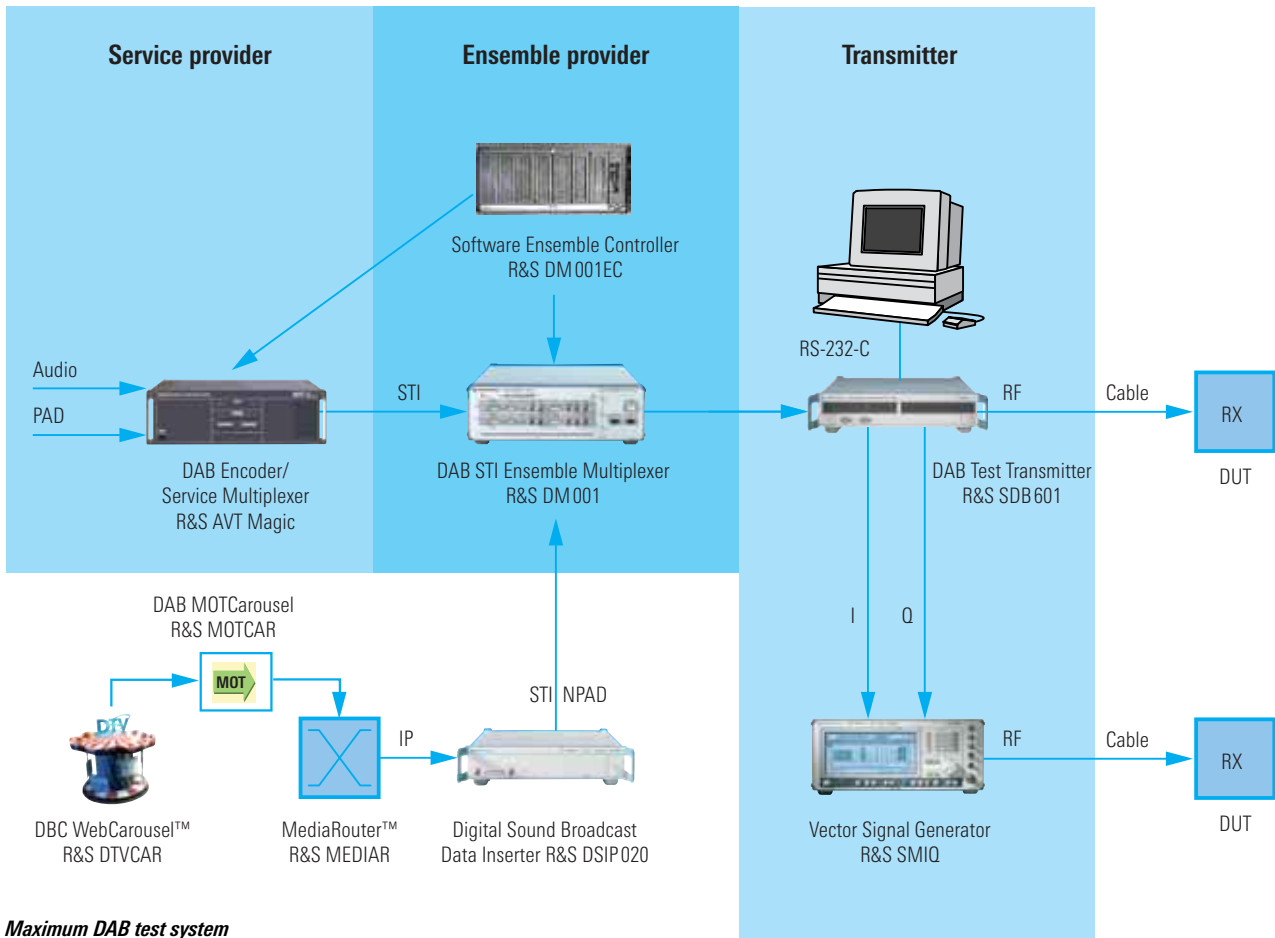 Service provider
Ensemble provider
Transmitter
Software Ensemble Controller
R&S DM001EC
RS-232-C
Audio
PAD
STI
RF
Cable
RX
DUT
DAB Encoder/
Service Multiplexer
R&S AVT Magic
DAB STI Ensemble Multiplexer
R&S DM001
DAB Test Transmitter
R&S SDB601
DAB MOTCarousel
R&S MOTCAR
MOT
I
Q
STI NPAD
DTV
IP
RF
Cable
RX
DUT
DBC WebCarousel™
R&S DTVCAR
MediaRouter™
R&S MEDIAR
Digital Sound Broadcast
Data Inserter R&S DSIP020
Vector Signal Generator
R&S SMIQ
Maximum DAB test system